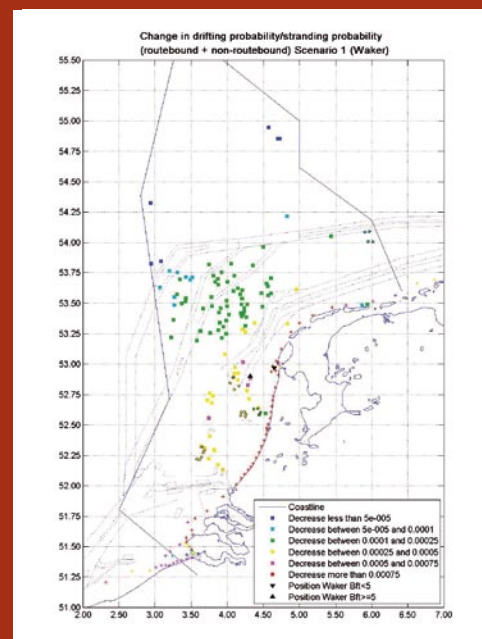 Change in drifting probability/stranding probability
(routebound + non-routebound) Scenario 1 (Waker)
55.50
55.25
55.00
54.75
54.50
54.25
54.00
53.75
53.50
53.25
53.00
52.75
52.50
52.25
52.00
51.75
51.50
51.25
51.00
2.00 2.50 3.00 3.50 4.00 4.50 5.00 5.50 6.00 6.50 7.00
Coastline
Decrease less than 5e-005
Decrease between 5e-005 and 0.0001
Decrease between 0.0001 and 0.00025
Decrease between 0.00025 and 0.0005
Decrease between 0.0005 and 0.00075
Decrease more than 0.00075
Position Waker Bft<5
Position Waker Bft>=5